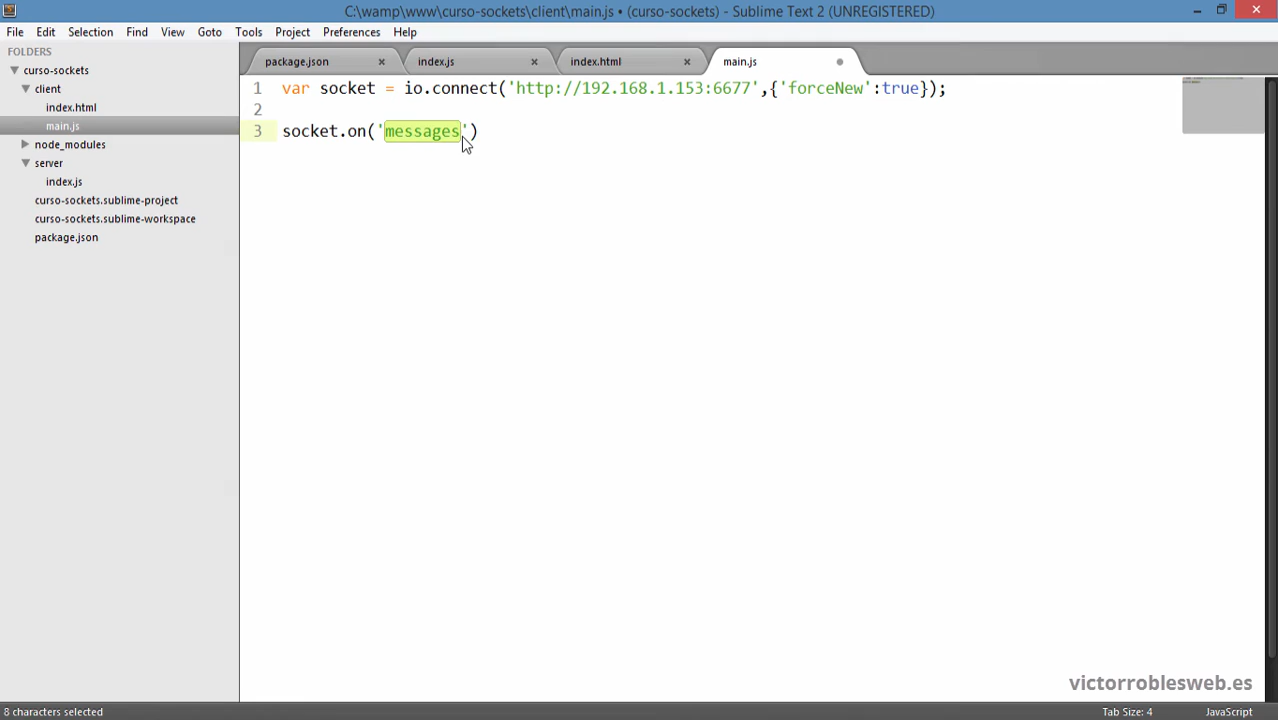 C:\wamp\www\curso-sockets\client\main.js • (curso-sockets) - Sublime Text 2 (UNREGISTERED)
File Edit Selection Find View Goto Tools Project Preferences Help
FOLDERS
curso-sockets
client
index.html
main.js
node_modules
server
index.js
curso-sockets.sublime-project
curso-sockets.sublime-workspace
package.json
package.json index.js index.html main.js
1 var socket = io.connect('http://192.168.1.153:6677',{'forceNew':true});
2
3 socket.on('messages')
victorroblesweb.es
8 characters selected Tab Size: 4 JavaScript